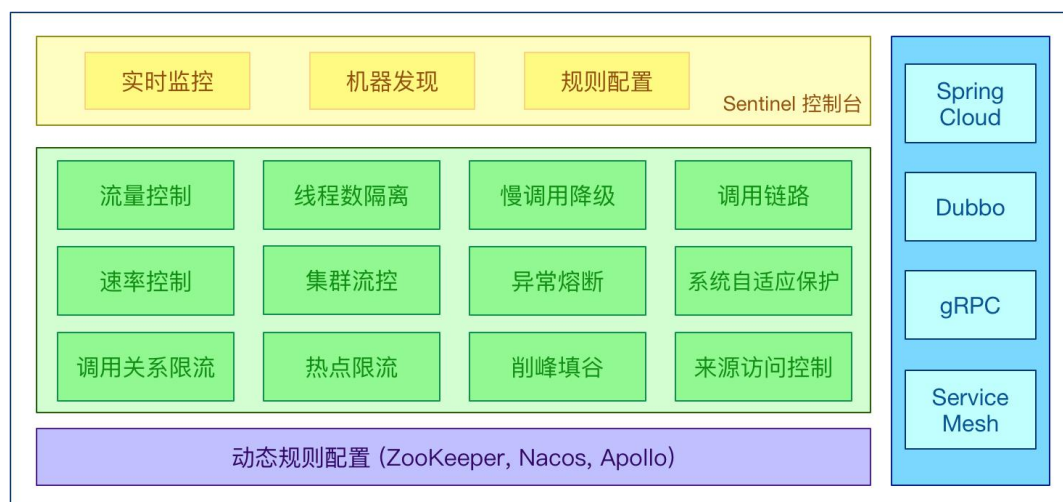 实时监控
机器发现
规则配置
Sentinel 控制台
流量控制
线程数隔离
慢调用降级
调用链路
速率控制
集群流控
异常熔断
系统自适应保护
调用关系限流
热点限流
削峰填谷
来源访问控制
动态规则配置 (ZooKeeper, Nacos, Apollo)
Spring
Cloud
Dubbo
gRPC
Service
Mesh